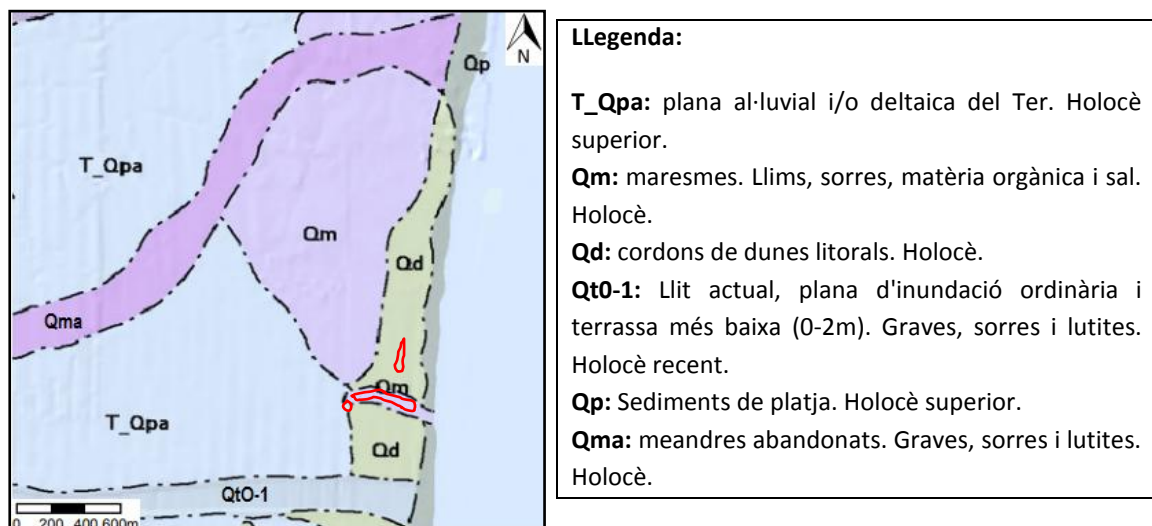 N
Qp
T_Qpa
Qm
Qd
Qma
Qm
T_Qpa
Qd
QtO-1
0 200 400 600m
LLegenda:
T_Qpa: plana al·luvial i/o deltaica del Ter. Holocè
superior.
Qm: maresmes. Llims, sorres, matèria orgànica i sal.
Holocè.
Qd: cordons de dunes litorals. Holocè.
Qt0-1: Llit actual, plana d'inundació ordinària i
terrassa més baixa (0-2m). Graves, sorres i lutites.
Holocè recent.
Qp: Sediments de platja. Holocè superior.
Qma: meandres abandonats. Graves, sorres i lutites.
Holocè.